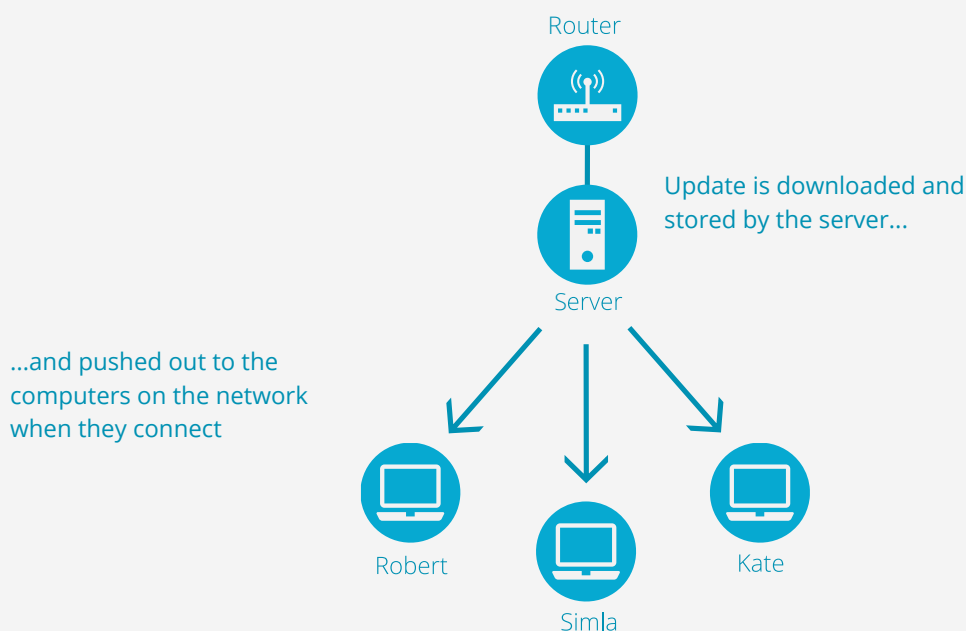 Router
Update is downloaded and
stored by the server...
Server
...and pushed out to the
computers on the network
when they connect
Robert
Kate
Simla